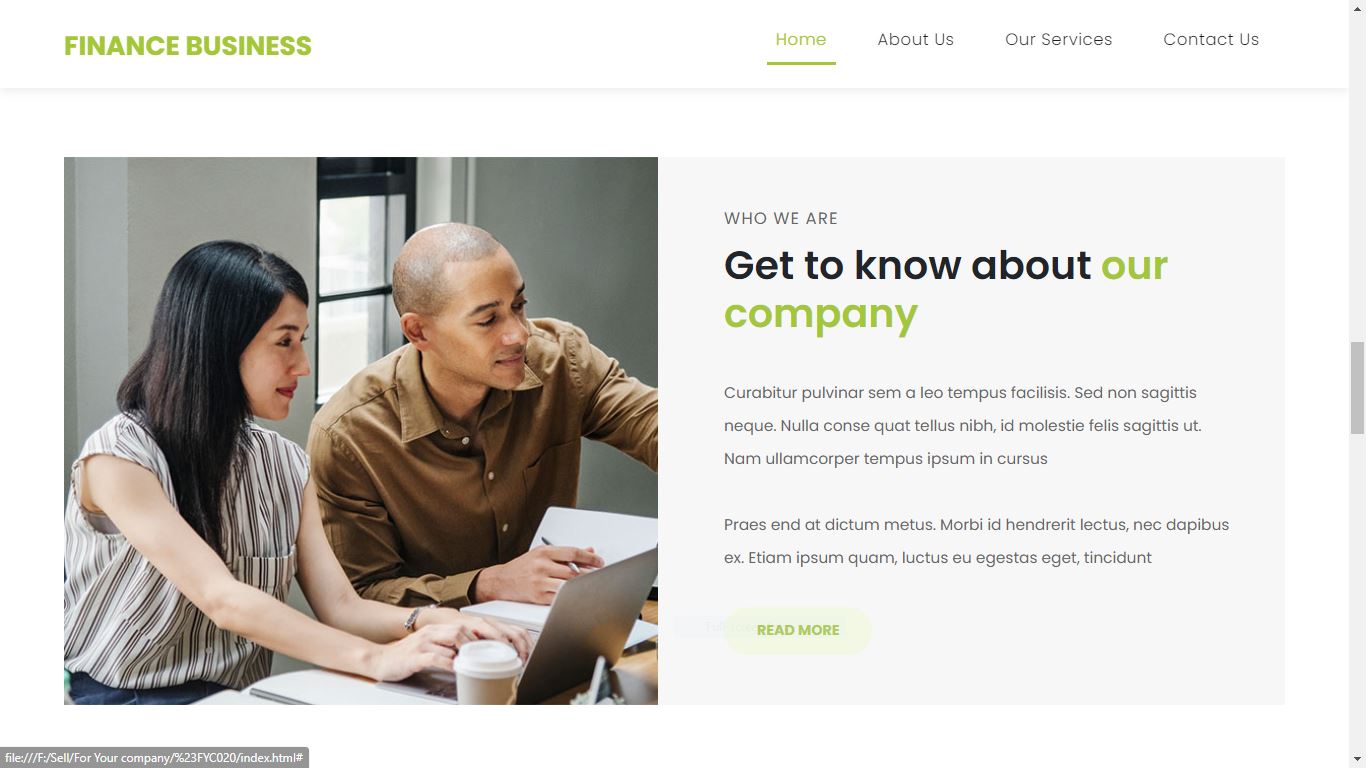 FINANCE BUSINESS
Home About Us Our Services Contact Us
WHO WE ARE
Get to know about our
company
Curabitur pulvinar sem a leo tempus facilisis. Sed non sagittis
neque. Nulla conse quat tellus nibh, id molestie felis sagittis ut.
Nam ullamcorper tempus ipsum in cursus
Praes end at dictum metus. Morbi id hendrerit lectus, nec dapibus
ex. Etiam ipsum quam, luctus eu egestas eget, tincidunt
READ MORE
file:///F:/Sell/For Your company/%23FYC020/index.html#